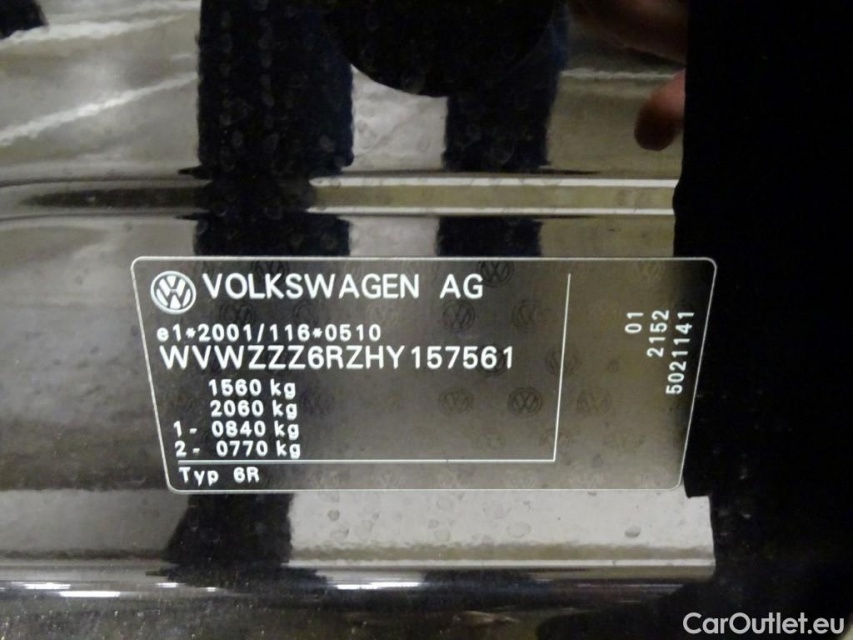 VOLKSWAGEN AG
e1*2001/116*0510
WVWZZZ6RZHY157561
1560 kg
2060 kg
1- 0840 kg
2- 0770 kg
Typ 6R
01
2152
5021141
CarOutlet.eu